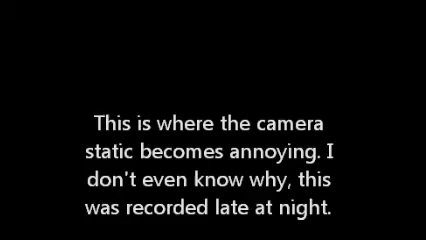 This is where the camera
static becomes annoying. I
don't even know why, this
was recorded late at night.